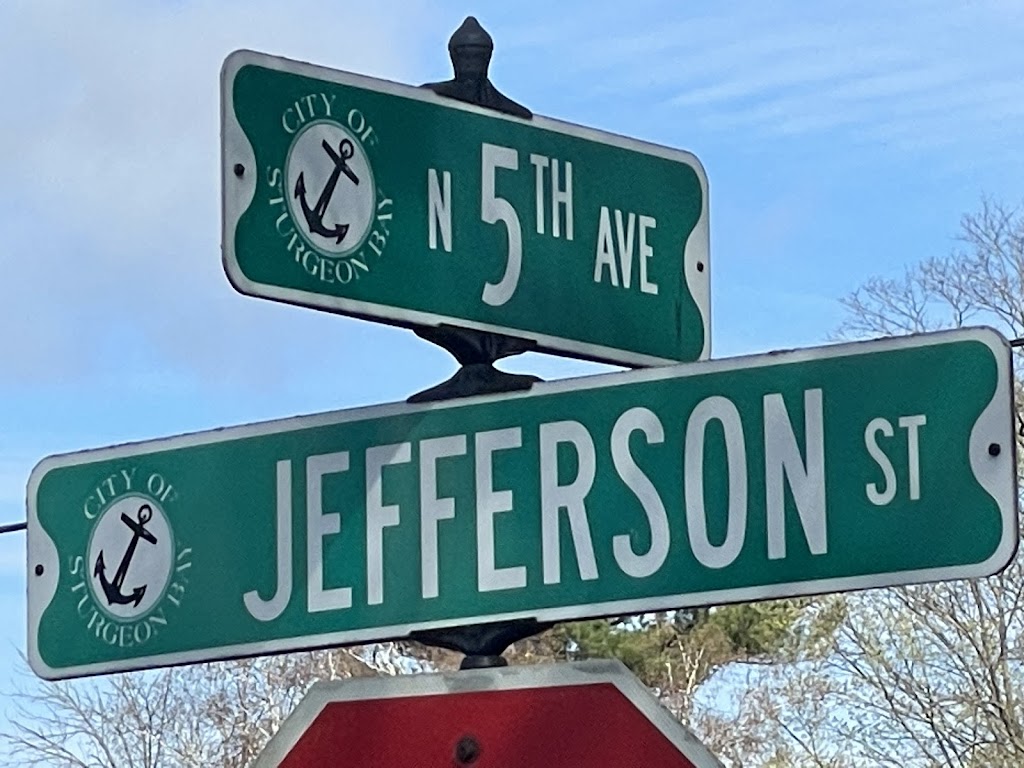 CITY OF
STURGEON BAY
N 5TH AVE
CITY OF
STURGEON BAY
JEFFERSON ST